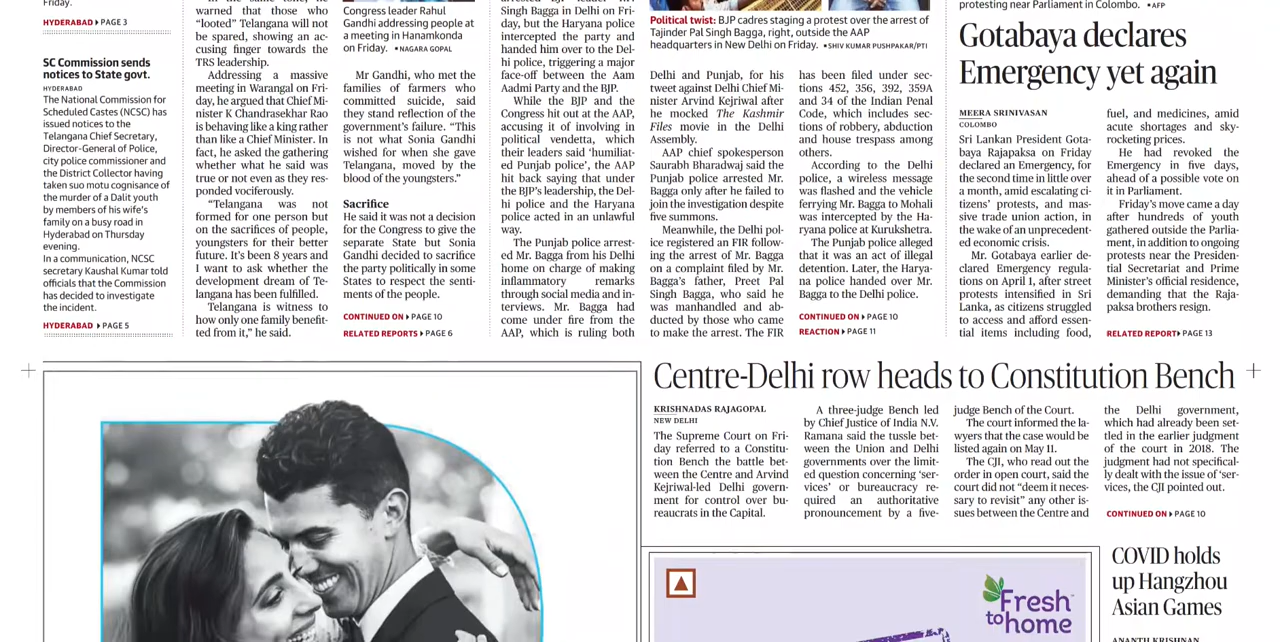 Friday.
HYDERABAD PAGE 3
SC Commission sends
notices to State govt.
HYDERABAD
The National Commission for
Scheduled Castes (NCSC) has
issued notices to the
Telangana Chief Secretary,
Director-General of Police,
city police commissioner and
the District Collector having
taken suo motu cognisance of
the murder of a Dalit youth
by members of his wife's
family on a busy road in
Hyderabad on Thursday
evening.
In a communication, NCSC
secretary Kaushal Kumar told
officials that the Commission
has decided to investigate
the incident.
HYDERABAD PAGE 5
warned that those who
"looted" Telangana will not
be spared, showing an ac-
cusing finger towards the
TRS leadership.
Addressing a massive
meeting in Warangal on Fri-
day, he argued that Chief Mi-
nister K Chandrasekhar Rao
is behaving like a king rather
than like a Chief Minister. In
fact, he asked the gathering
whether what he said was
true or not even as they res-
ponded vociferously.
"Telangana was not
formed for one person but
on the sacrifices of people,
youngsters for their better
future. It's been 8 years and
I want to ask whether the
development dream of Te-
langana has been fulfilled.
Telangana is witness to
how only one family benefit-
ted from it," he said.
Congress leader Rahul
Gandhi addressing people at
a meeting in Hanamkonda
on Friday. NAGARA GOPAL
Mr Gandhi, who met the
families of farmers who
committed suicide, said
they stand reflection of the
government's failure. "This
is not what Sonia Gandhi
wished for when she gave
Telangana, moved by the
blood of the youngsters."
Sacrifice
He said it was not a decision
for the Congress to give the
separate State but Sonia
Gandhi decided to sacrifice
the party politically in some
States to respect the senti-
ments of the people.
CONTINUED ON PAGE 10
RELATED REPORTS PAGE 6
Singh Bagga in Delhi on Fri-
day, but the Haryana police
intercepted the party and
handed him over to the Del-
hi police, triggering a major
face-off between the Aam
Aadmi Party and the BJP.
While the BJP and the
Congress hit out at the AAP,
accusing it of involving in
political vendetta, which
their leaders said 'humiliat-
ed Punjab police', the AAP
hit back saying that under
the BJP's leadership, the Del-
hi police and the Haryana
police acted in an unlawful
way.
The Punjab police arrest-
ed Mr. Bagga from his Delhi
home on charge of making
inflammatory remarks
through social media and in-
terviews. Mr. Bagga had
come under fire from the
AAP, which is ruling both
Political twist: BJP cadres staging a protest over the arrest of
Tajinder Pal Singh Bagga, right, outside the AAP
headquarters in New Delhi on Friday. SHIV KUMAR PUSHPAKAR/PTI
Delhi and Punjab, for his
tweet against Delhi Chief Mi-
nister Arvind Kejriwal after
he mocked The Kashmir
Files movie in the Delhi
Assembly.
AAP chief spokesperson
Saurabh Bharadwaj said the
Punjab police arrested Mr.
Bagga only after he failed to
join the investigation despite
five summons.
Meanwhile, the Delhi pol-
ice registered an FIR follow-
ing the arrest of Mr. Bagga
on a complaint filed by Mr.
Bagga's father, Preet Pal
Singh Bagga, who said he
was manhandled and ab-
ducted by those who came
to make the arrest. The FIR
has been filed under sec-
tions 452, 356, 392, 359A
and 34 of the Indian Penal
Code, which includes sec-
tions of robbery, abduction
and house trespass among
others.
According to the Delhi
police, a wireless message
was flashed and the vehicle
ferrying Mr. Bagga to Mohali
was intercepted by the Ha-
ryana police at Kurukshetra.
The Punjab police alleged
that it was an act of illegal
detention. Later, the Harya-
na police handed over Mr.
Bagga to the Delhi police.
CONTINUED ON PAGE 10
REACTION PAGE 11
protesting near Parliament in Colombo. AFP
Gotabaya declares
Emergency yet again
MEERA SRINIVASAN
COLOMBO
Sri Lankan President Gota-
baya Rajapaksa on Friday
declared an Emergency, for
the second time in little over
a month, amid escalating ci-
tizens' protests, and mas-
sive trade union action, in
the wake of an unprecedent-
ed economic crisis.
Mr. Gotabaya earlier de-
clared Emergency regula-
tions on April 1, after street
protests intensified in Sri
Lanka, as citizens struggled
to access and afford essen-
tial items including food,
fuel, and medicines, amid
acute shortages and sky-
rocketing prices.
He had revoked the
Emergency in five days,
ahead of a possible vote on
it in Parliament.
Friday's move came a day
after hundreds of youth
gathered outside the Parlia-
ment, in addition to ongoing
protests near the Presiden-
tial Secretariat and Prime
Minister's official residence,
demanding that the Raja-
paksa brothers resign.
RELATED REPORT PAGE 13
Centre-Delhi row heads to Constitution Bench
KRISHNADAS RAJAGOPAL
NEW DELHI
The Supreme Court on Fri-
day referred to a Constitu-
tion Bench the battle bet-
ween the Centre and Arvind
Kejriwal-led Delhi govern-
ment for control over bu-
reaucrats in the Capital.
A three-judge Bench led
by Chief Justice of India N.V.
Ramana said the tussle bet-
ween the Union and Delhi
governments over the limit-
ed question concerning 'ser-
vices' or bureaucracy re-
quired an authoritative
pronouncement by a five-
judge Bench of the Court.
The court informed the la-
wyers that the case would be
listed again on May 11.
The CJI, who read out the
order in open court, said the
court did not "deem it neces-
sary to revisit" any other is-
sues between the Centre and
the Delhi government,
which had already been set-
tled in the earlier judgment
of the court in 2018. The
judgment had not specifical-
ly dealt with the issue of 'ser-
vices, the CJI pointed out.
CONTINUED ON PAGE 10
Fresh
to home
COVID holds
up Hangzhou
Asian Games
ANANTH KRISHNAN